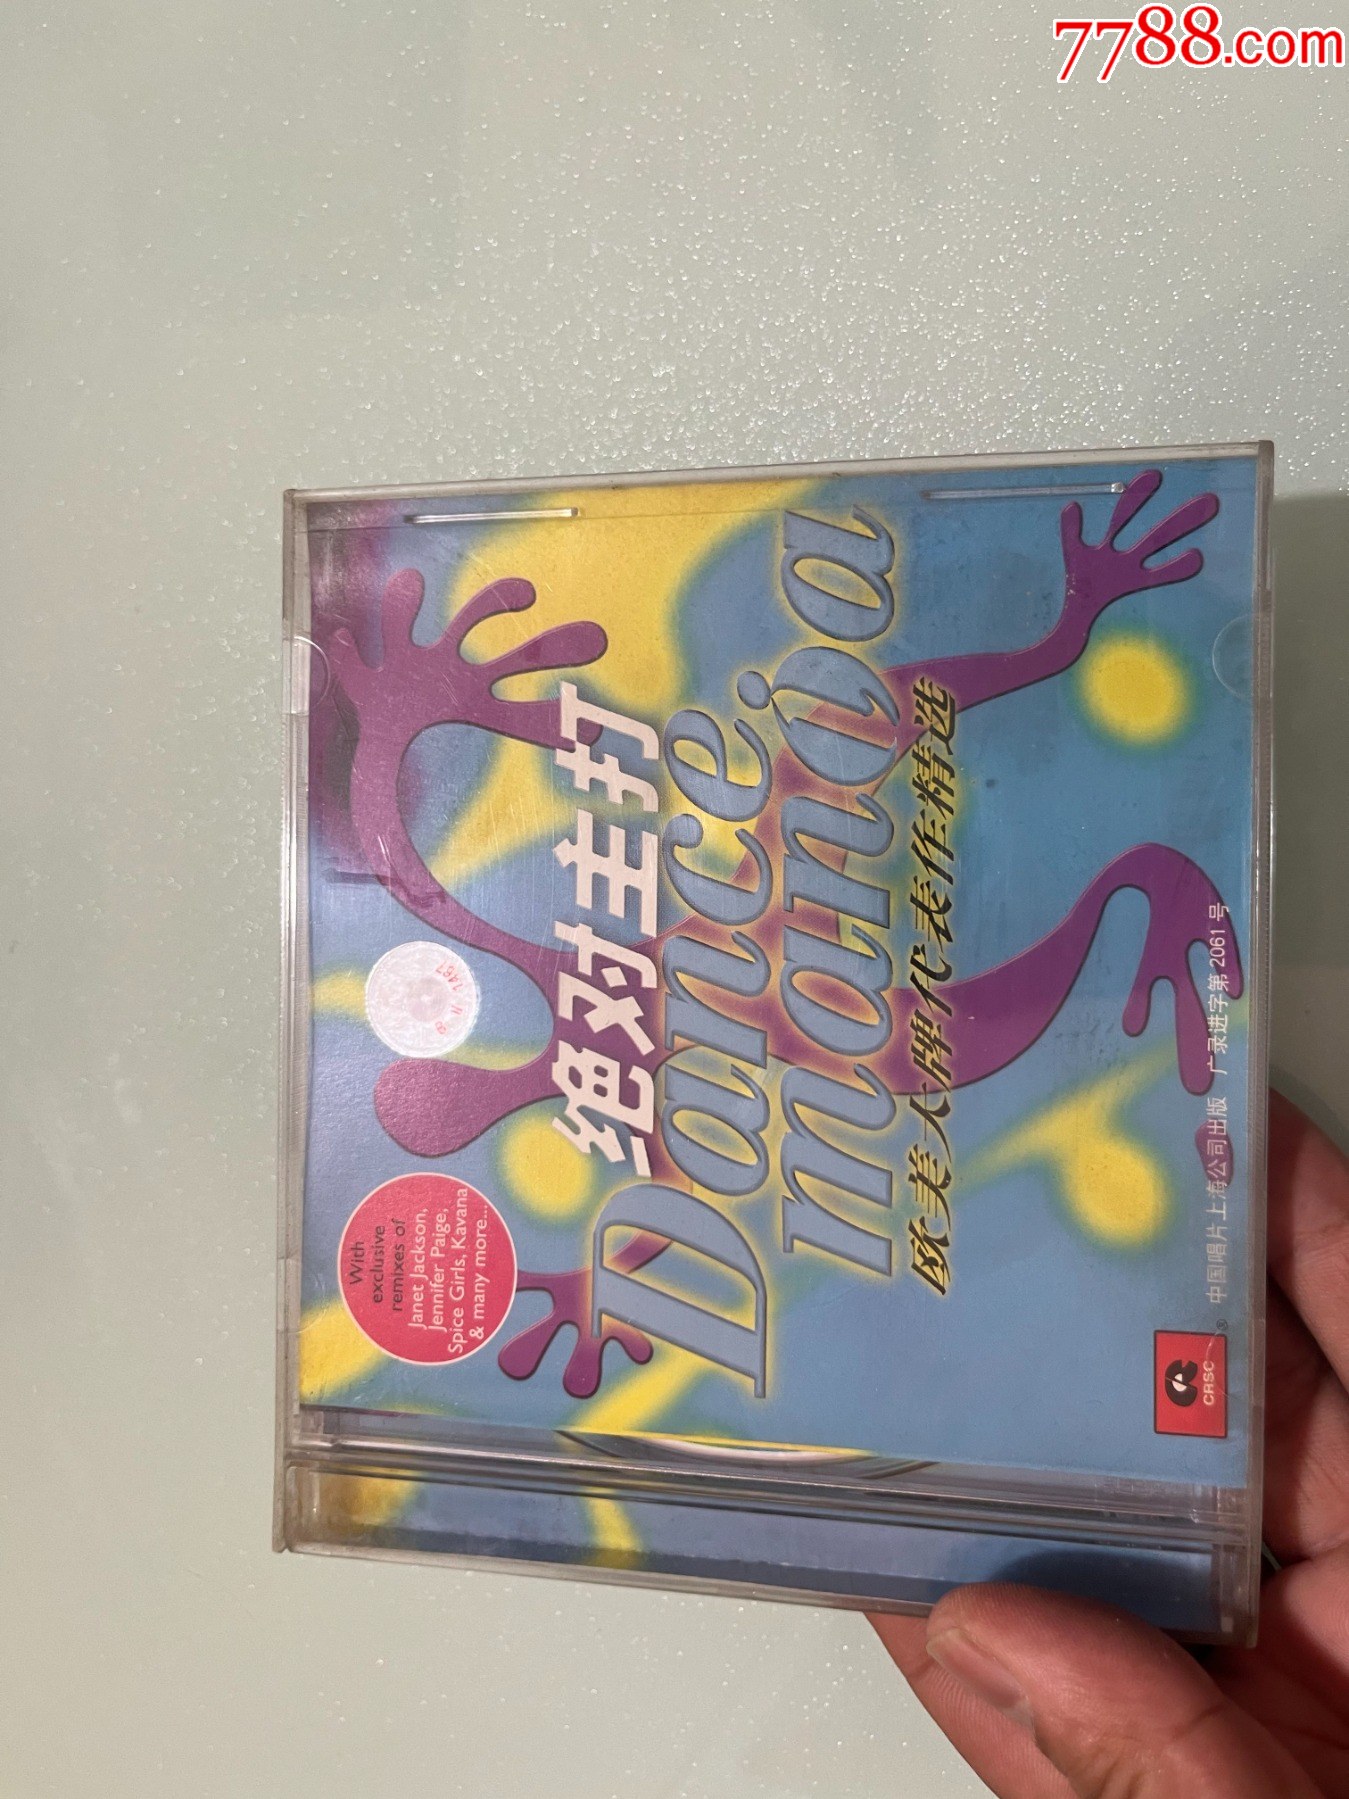 7788.com
With
exclusive
remixes of
Janet Jackson,
Jennifer Paige,
Spice Girls, Kavana
& many more...
绝对主打
Dance
mania
欧美大牌代表作精选
CRSC
®
中国唱片上海公司出版 广录进字第2061号